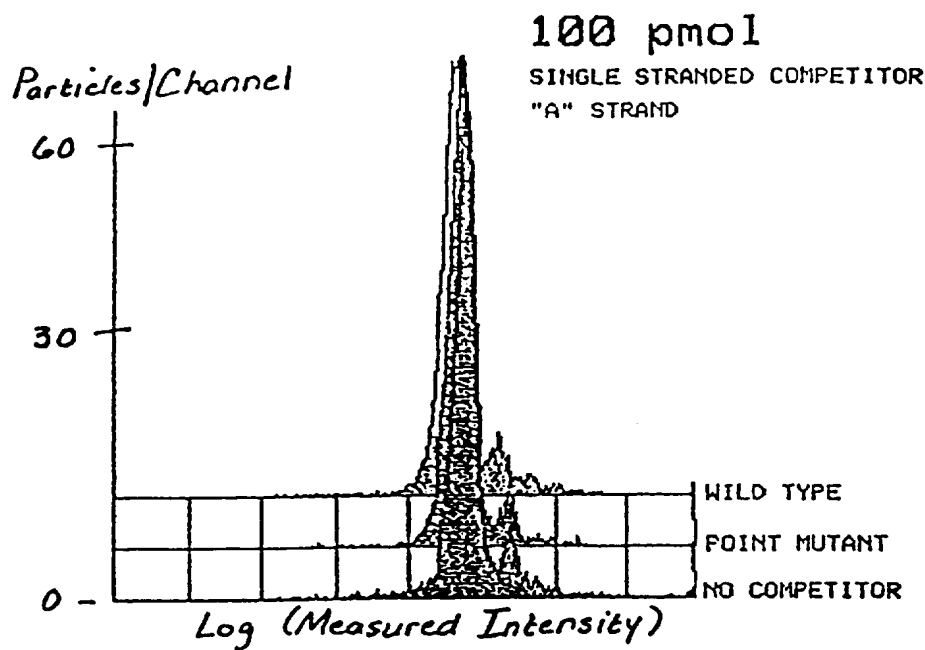 100 pmol
SINGLE STRANDED COMPETITOR
"A" STRAND
Particles/Channel
60
30
0
WILD TYPE
POINT MUTANT
NO COMPETITOR
Log (Measured Intensity)